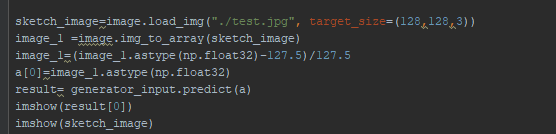 sketch_image=image.load_img("./test.jpg", target_size=(128,128,3))
image_1 =image.img_to_array(sketch_image)
image_1=(image_1.astype(np.float32)-127.5)/127.5
a[0]=image_1.astype(np.float32)
result= generator_input.predict(a)
imshow(result[0])
imshow(sketch_image)